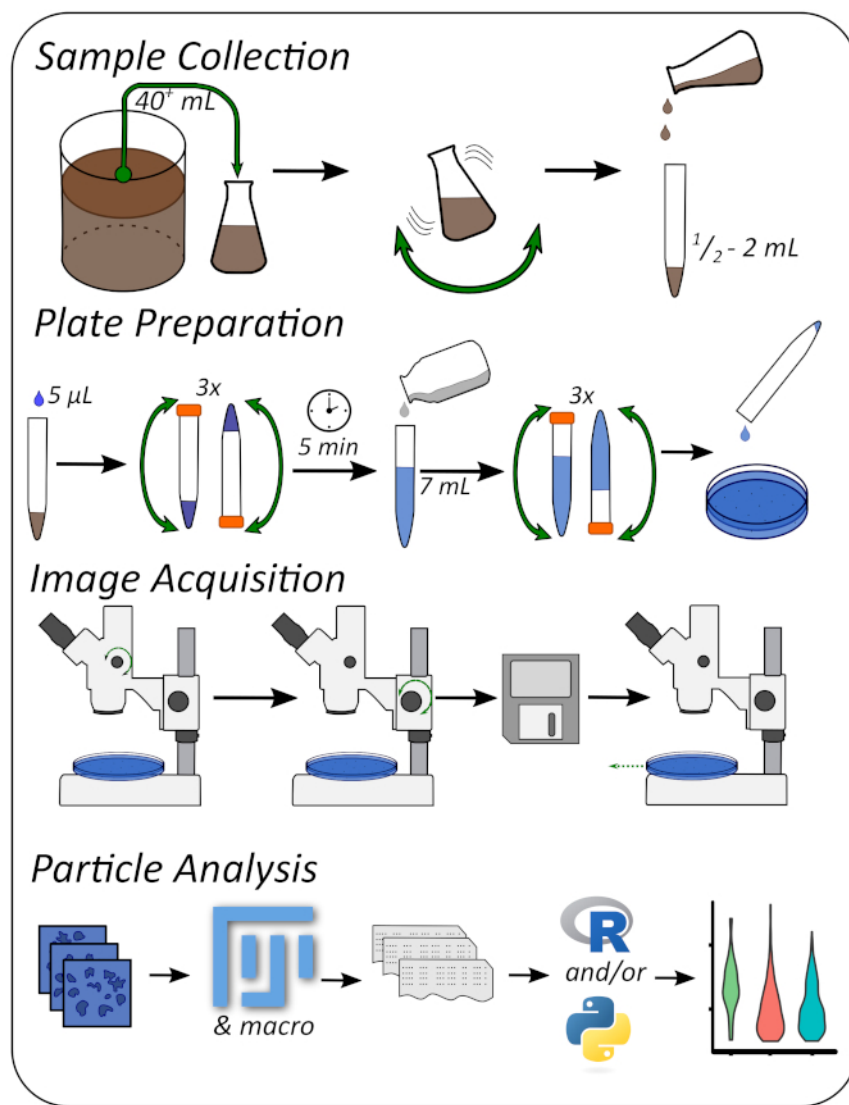 Sample Collection
40⁺ mL
¹/₂ - 2 mL
Plate Preparation
5 µL
3x
5 min
7 mL
3x
Image Acquisition
Particle Analysis
& macro
R
and/or